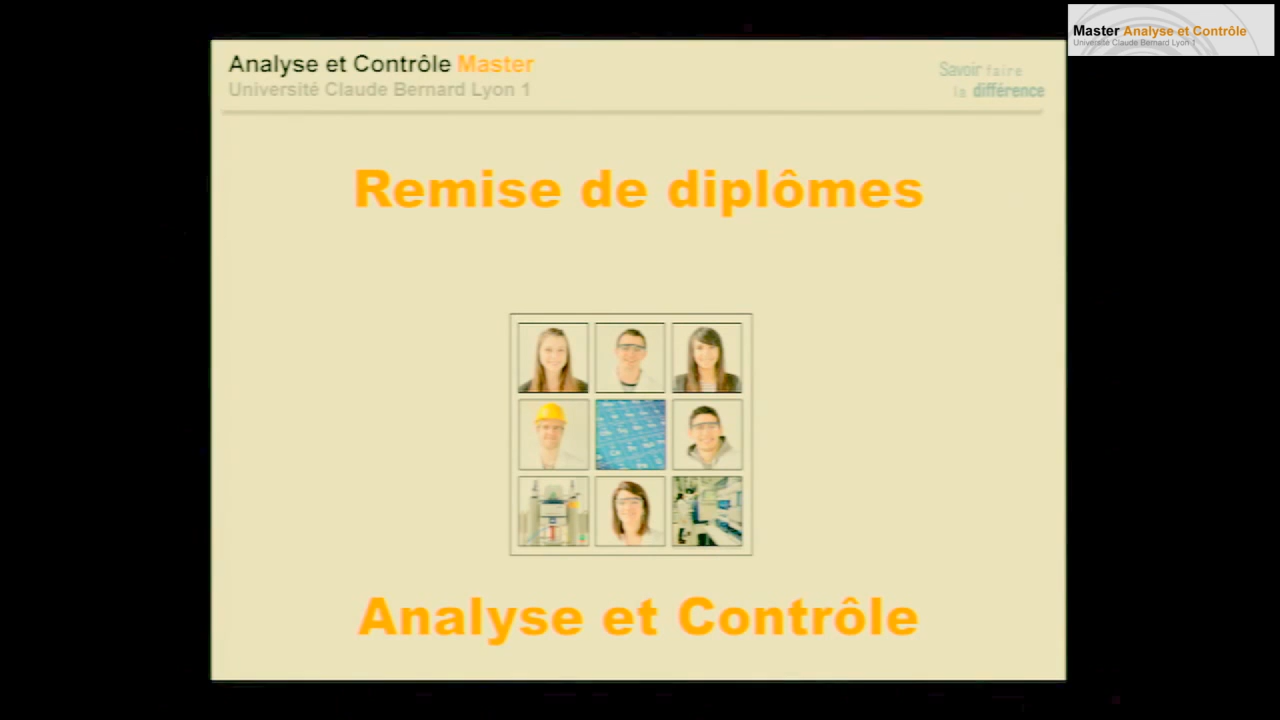 Master Analyse et Contrôle
Université Claude Bernard Lyon 1
Analyse et Contrôle Master
Université Claude Bernard Lyon 1
Savoir faire
la différence
Remise de diplômes
Analyse et Contrôle